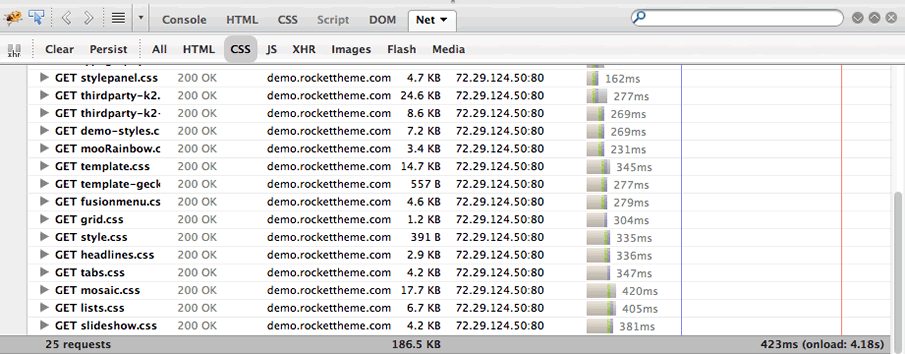 Console HTML CSS Script DOM Net
xhr Clear Persist All HTML CSS JS XHR Images Flash Media
GET stylepanel.css 200 OK demo.rockettheme.com 4.7 KB 72.29.124.50:80 162ms
GET thirdparty-k2. 200 OK demo.rockettheme.com 24.6 KB 72.29.124.50:80 277ms
GET thirdparty-k2- 200 OK demo.rockettheme.com 8.6 KB 72.29.124.50:80 269ms
GET demo-styles.c 200 OK demo.rockettheme.com 7.2 KB 72.29.124.50:80 269ms
GET mooRainbow.c 200 OK demo.rockettheme.com 3.4 KB 72.29.124.50:80 231ms
GET template.css 200 OK demo.rockettheme.com 14.7 KB 72.29.124.50:80 345ms
GET template-geck 200 OK demo.rockettheme.com 557 B 72.29.124.50:80 277ms
GET fusionmenu.cs 200 OK demo.rockettheme.com 4.6 KB 72.29.124.50:80 279ms
GET grid.css 200 OK demo.rockettheme.com 1.2 KB 72.29.124.50:80 304ms
GET style.css 200 OK demo.rockettheme.com 391 B 72.29.124.50:80 335ms
GET headlines.css 200 OK demo.rockettheme.com 2.9 KB 72.29.124.50:80 336ms
GET tabs.css 200 OK demo.rockettheme.com 4.2 KB 72.29.124.50:80 347ms
GET mosaic.css 200 OK demo.rockettheme.com 17.7 KB 72.29.124.50:80 420ms
GET lists.css 200 OK demo.rockettheme.com 6.7 KB 72.29.124.50:80 405ms
GET slideshow.css 200 OK demo.rockettheme.com 4.2 KB 72.29.124.50:80 381ms
25 requests 186.5 KB 423ms (onload: 4.18s)